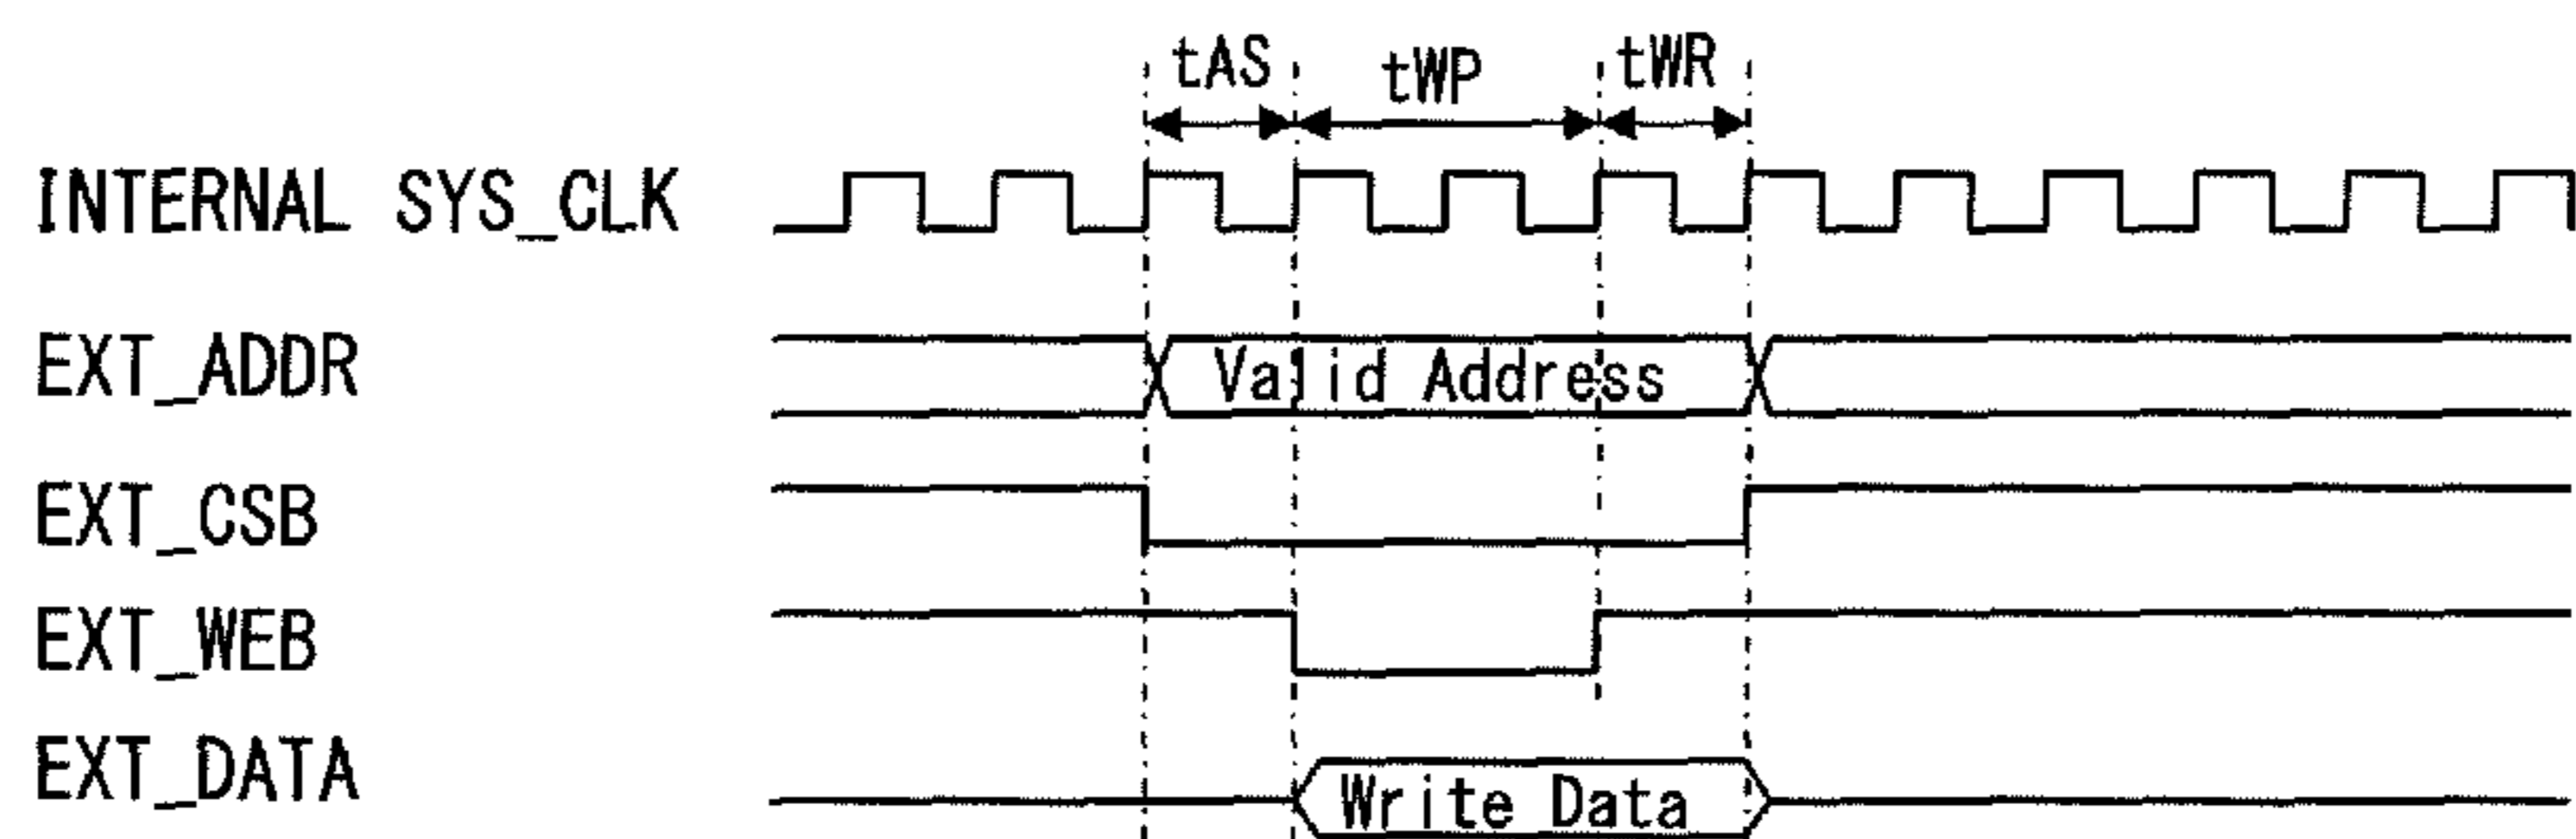 tAS tWP tWR
INTERNAL SYS_CLK
EXT_ADDR Valid Address
EXT_CSB
EXT_WEB
EXT_DATA Write Data